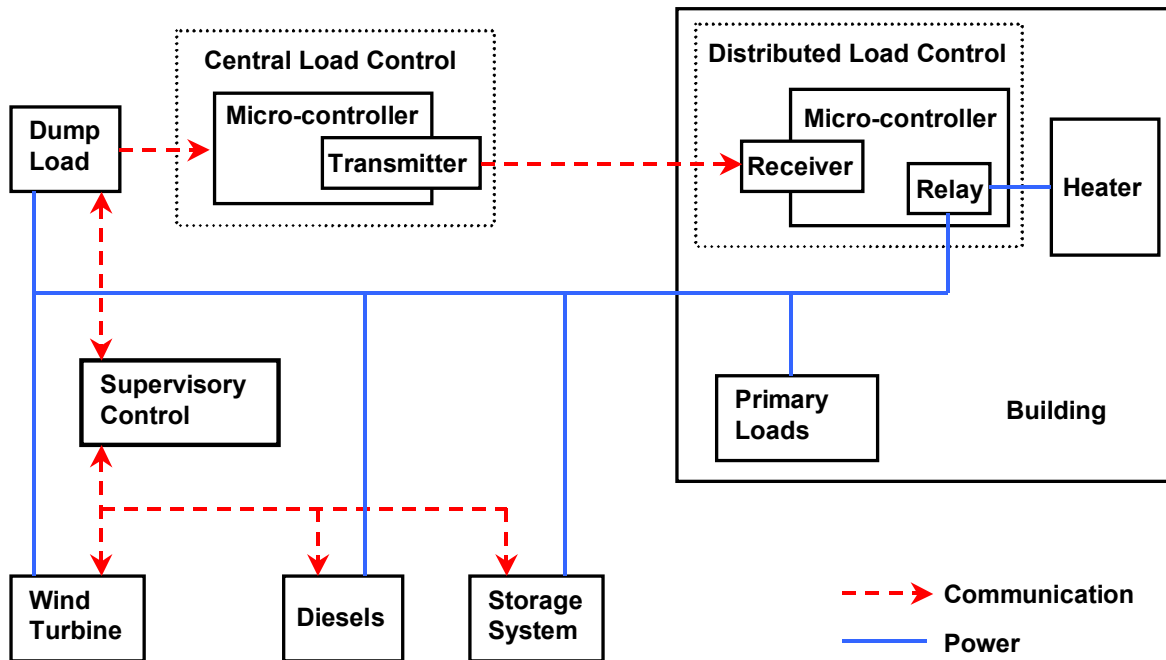 Central Load Control
Micro-controller
Transmitter
Dump
Load
Distributed Load Control
Micro-controller
Receiver
Relay
Heater
Supervisory
Control
Primary
Loads
Building
Wind
Turbine
Diesels
Storage
System
Communication
Power